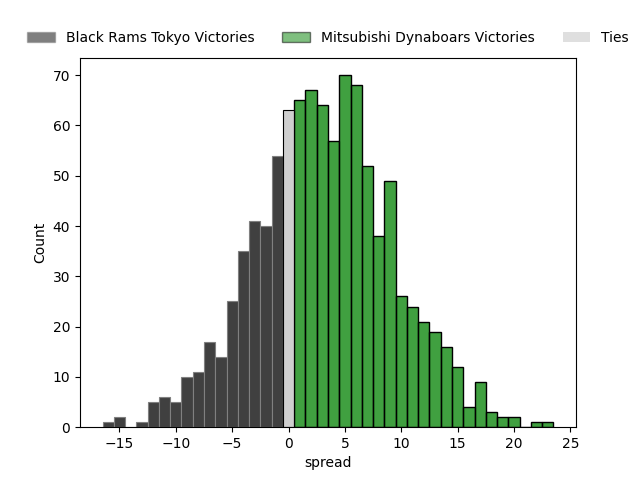 Black Rams Tokyo Victories Mitsubishi Dynaboars Victories Ties
70
60
50
40
30
20
10
0
Count
−15 −10 −5 0 5 10 15 20 25
spread